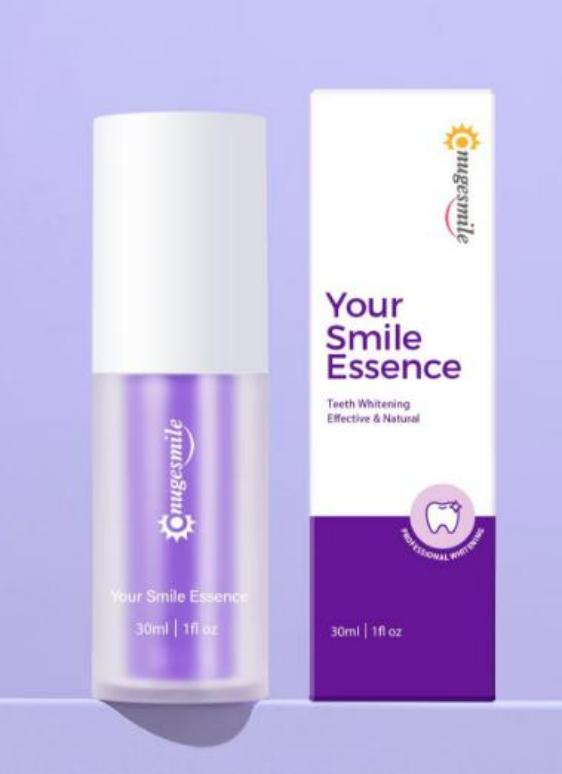 nugesmile
Your Smile Essence
30ml | 1fl oz
nugesmile
Your
Smile
Essence
Teeth Whitening
Effective & Natural
PROFESSIONAL WHITENING
30ml | 1fl oz